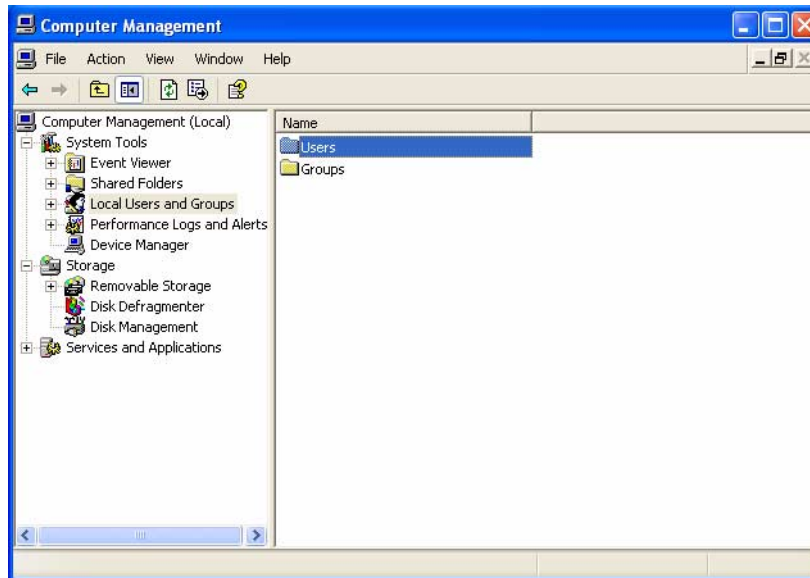 Computer Management
File Action View Window Help
Computer Management (Local)
System Tools
Event Viewer
Shared Folders
Local Users and Groups
Performance Logs and Alerts
Device Manager
Storage
Removable Storage
Disk Defragmenter
Disk Management
Services and Applications
Name
Users
Groups